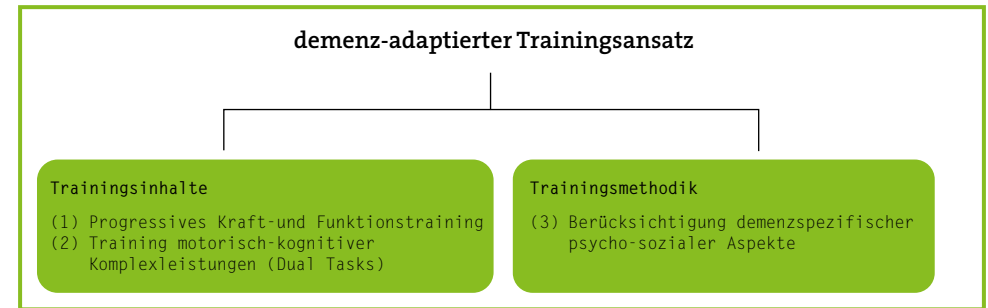 demenz-adaptierter Trainingsansatz
Trainingsinhalte
(1) Progressives Kraft-und Funktionstraining
(2) Training motorisch-kognitiver
Komplexleistungen (Dual Tasks)
Trainingsmethodik
(3) Berücksichtigung demenzspezifischer
psycho-sozialer Aspekte